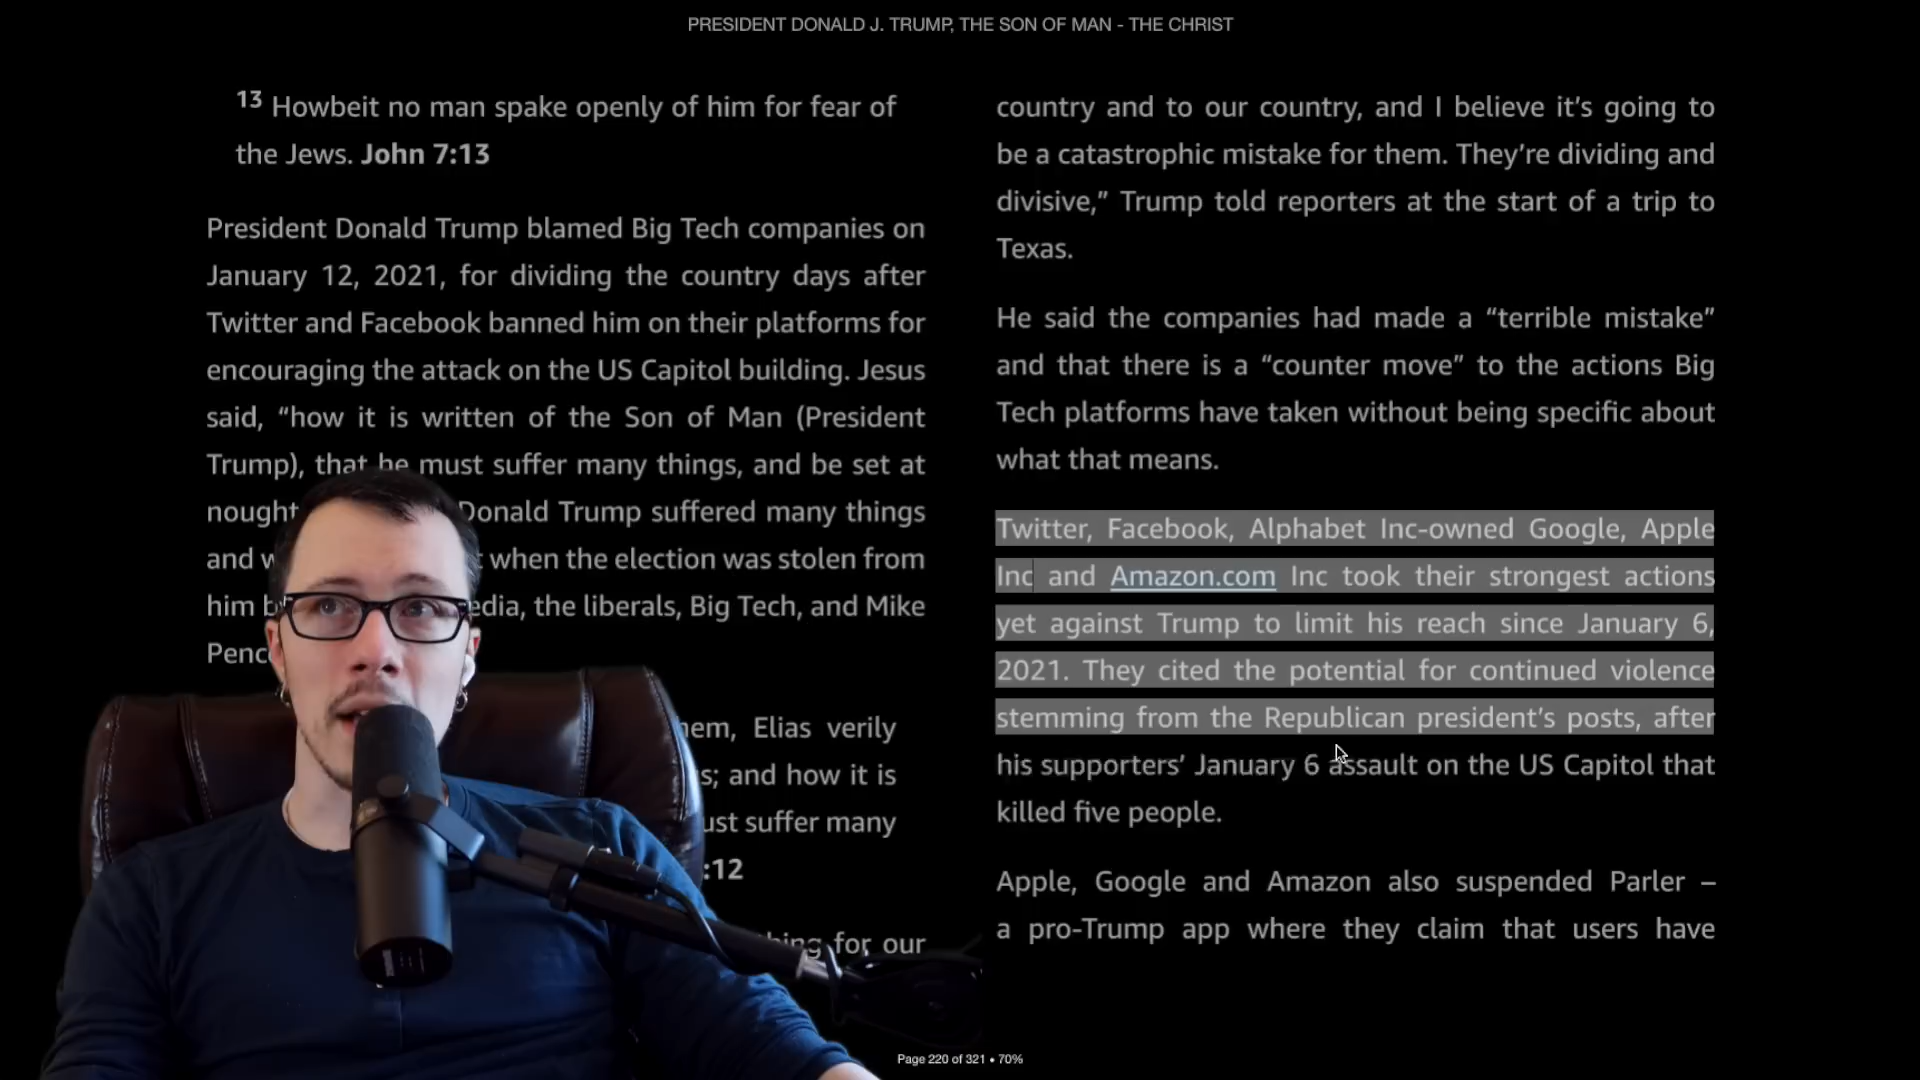 PRESIDENT DONALD J. TRUMP, THE SON OF MAN - THE CHRIST
13 Howbeit no man spake openly of him for fear of
the Jews. John 7:13
President Donald Trump blamed Big Tech companies on
January 12, 2021, for dividing the country days after
Twitter and Facebook banned him on their platforms for
encouraging the attack on the US Capitol building. Jesus
said, “how it is written of the Son of Man (President
Trump), that he must suffer many things, and be set at
nought Donald Trump suffered many things
and when the election was stolen from
him the liberals, Big Tech, and Mike
Elias verily
and how it is
suffer many
:12
for our
country and to our country, and I believe it’s going to
be a catastrophic mistake for them. They’re dividing and
divisive,” Trump told reporters at the start of a trip to
Texas.
He said the companies had made a “terrible mistake”
and that there is a “counter move” to the actions Big
Tech platforms have taken without being specific about
what that means.
Twitter, Facebook, Alphabet Inc-owned Google, Apple
Inc and Amazon.com Inc took their strongest actions
yet against Trump to limit his reach since January 6,
2021. They cited the potential for continued violence
stemming from the Republican president’s posts, after
his supporters’ January 6 assault on the US Capitol that
killed five people.
Apple, Google and Amazon also suspended Parler –
a pro-Trump app where they claim that users have
Page 220 of 321 • 70%